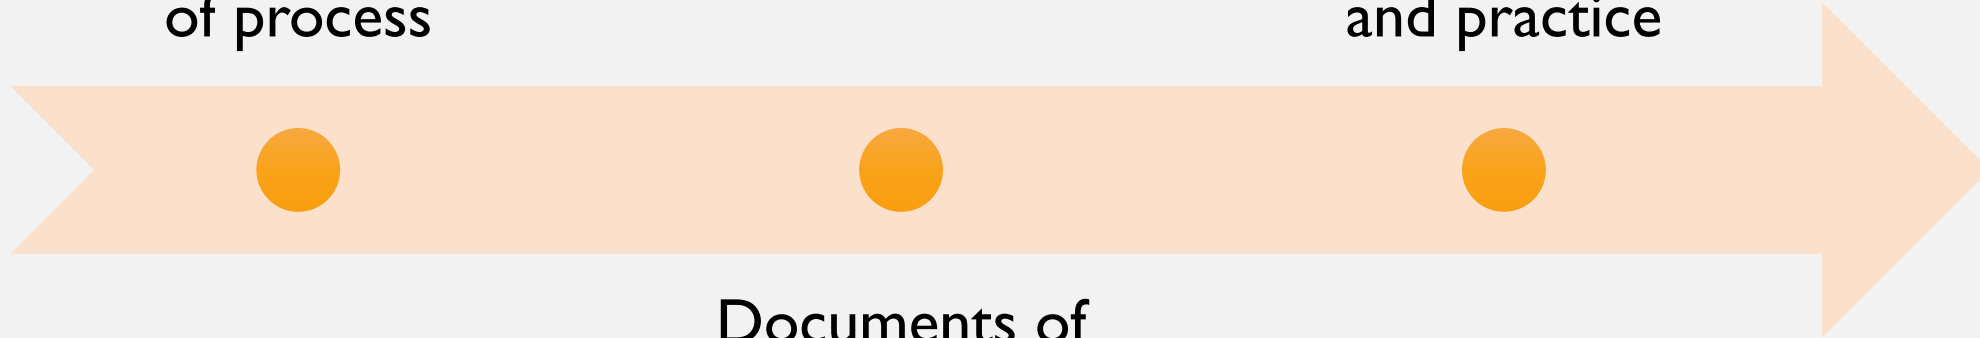 of process
and practice
Documents of